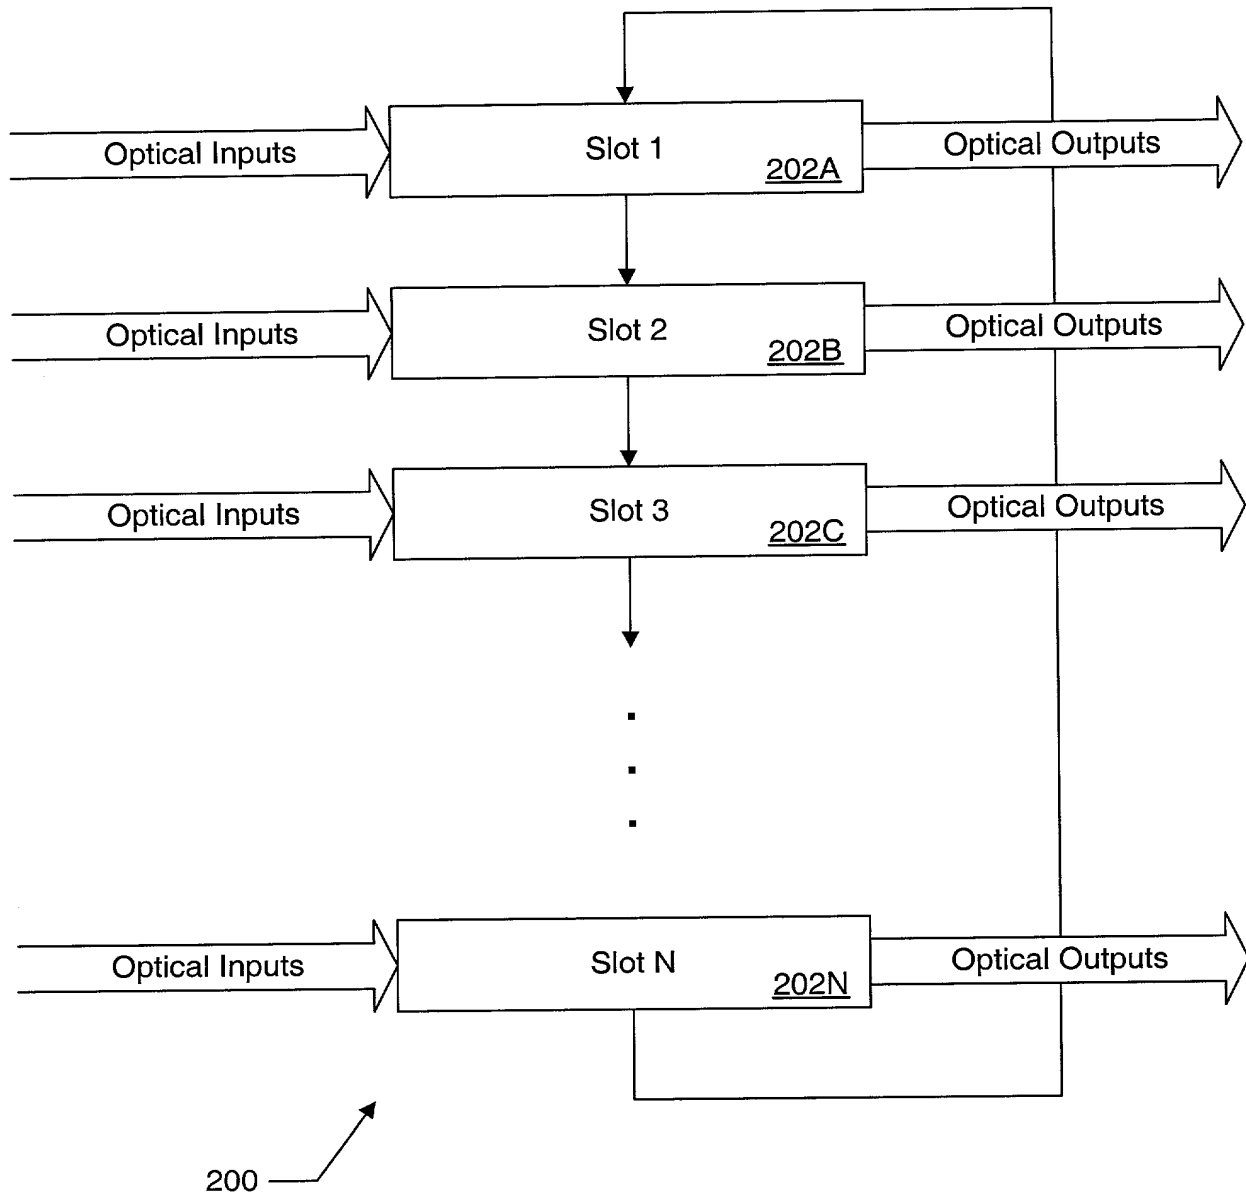 Optical Inputs
Slot 1
202A
Optical Outputs
Optical Inputs
Slot 2
202B
Optical Outputs
Optical Inputs
Slot 3
202C
Optical Outputs
Optical Inputs
Slot N
202N
Optical Outputs
200